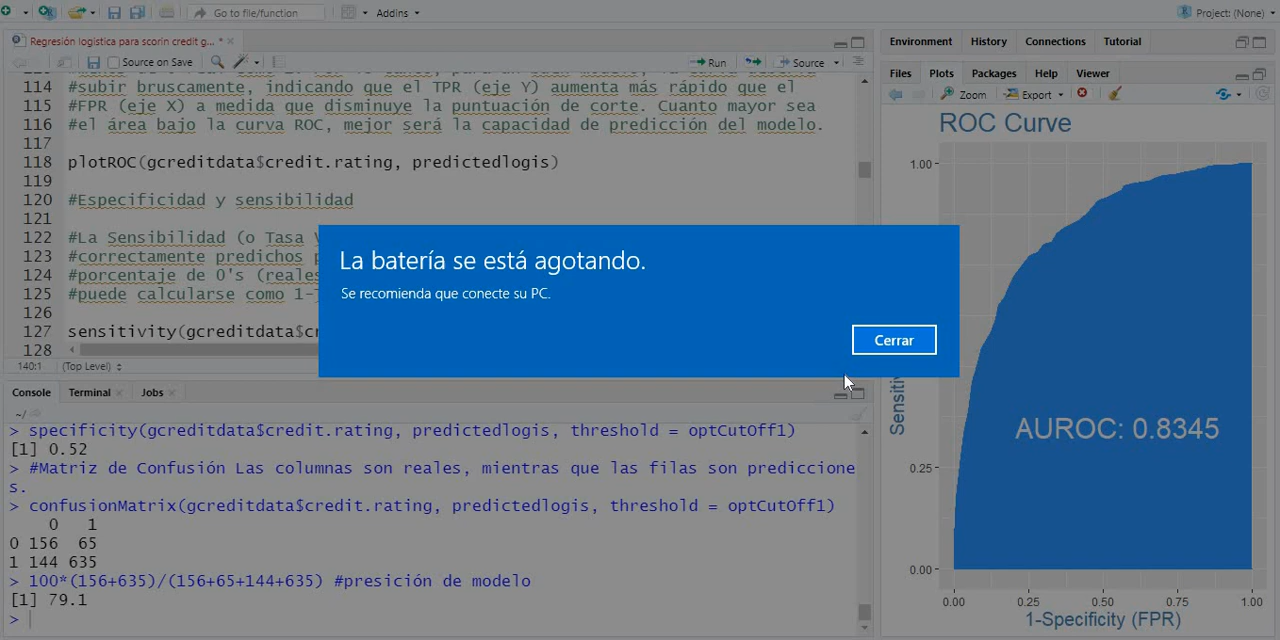 Go to file/function
Addins
Project: (None)
Regresión logística para scorin credit g... *
Source on Save
Run
Source
114 #subir bruscamente, indicando que el TPR (eje Y) aumenta más rápido que el
115 #FPR (eje X) a medida que disminuye la puntuación de corte. Cuanto mayor sea
116 #el área bajo la curva ROC, mejor será la capacidad de predicción del modelo.
117
118 plotROC(gcreditdata$credit.rating, predictedlogis)
119
120 #Especificidad y sensibilidad
121
122 #La Sensibilidad (o Tasa
123 #correctamente predichos
124 #porcentaje de 0's (reales
125 #puede calcularse como 1-
126
127 sensitivity(gcreditdata$c
128
140:1 (Top Level)
La batería se está agotando.
Se recomienda que conecte su PC.
Cerrar
Console Terminal Jobs
~/
> specificity(gcreditdata$credit.rating, predictedlogis, threshold = optCutOff1)
[1] 0.52
> #Matriz de Confusión Las columnas son reales, mientras que las filas son prediccione
s.
> confusionMatrix(gcreditdata$credit.rating, predictedlogis, threshold = optCutOff1)
0 1
0 156 65
1 144 635
> 100*(156+635)/(156+65+144+635) #presición de modelo
[1] 79.1
>
Environment History Connections Tutorial
Files Plots Packages Help Viewer
Zoom Export
ROC Curve
1.00
AUROC: 0.8345
0.25
0.00
0.00 0.25 0.50 0.75 1.00
1-Specificity (FPR)